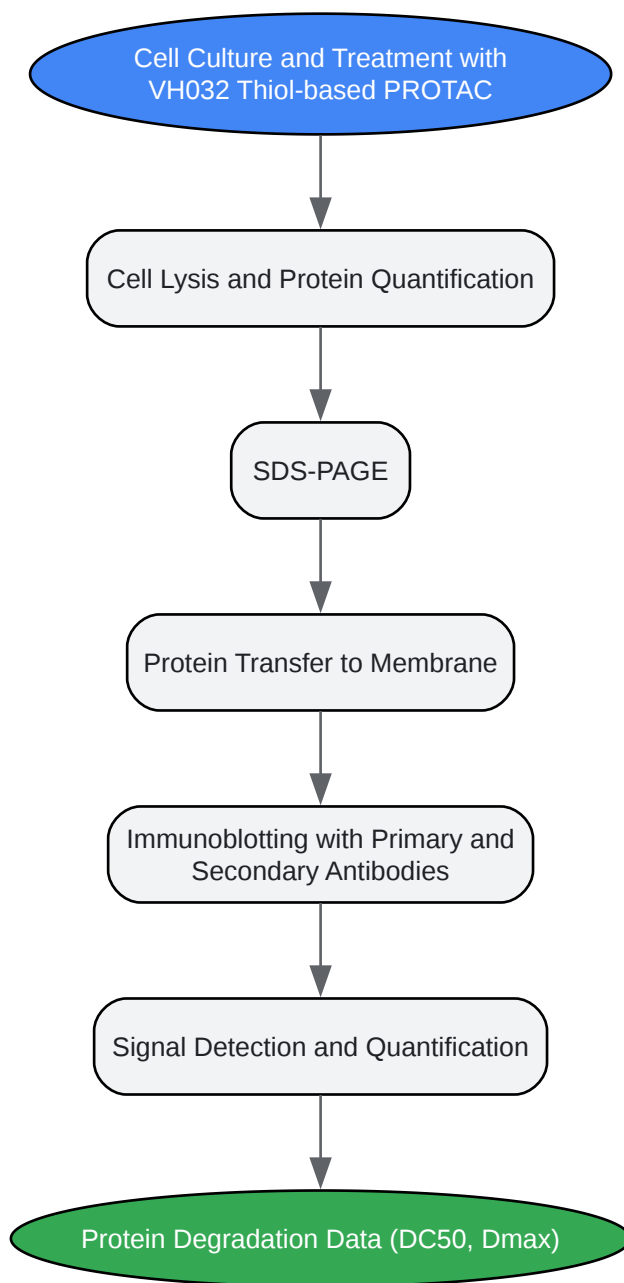 Cell Culture and Treatment with
VH032 Thiol-based PROTAC
Cell Lysis and Protein Quantification
SDS-PAGE
Protein Transfer to Membrane
Immunoblotting with Primary and
Secondary Antibodies
Signal Detection and Quantification
Protein Degradation Data (DC50, Dmax)